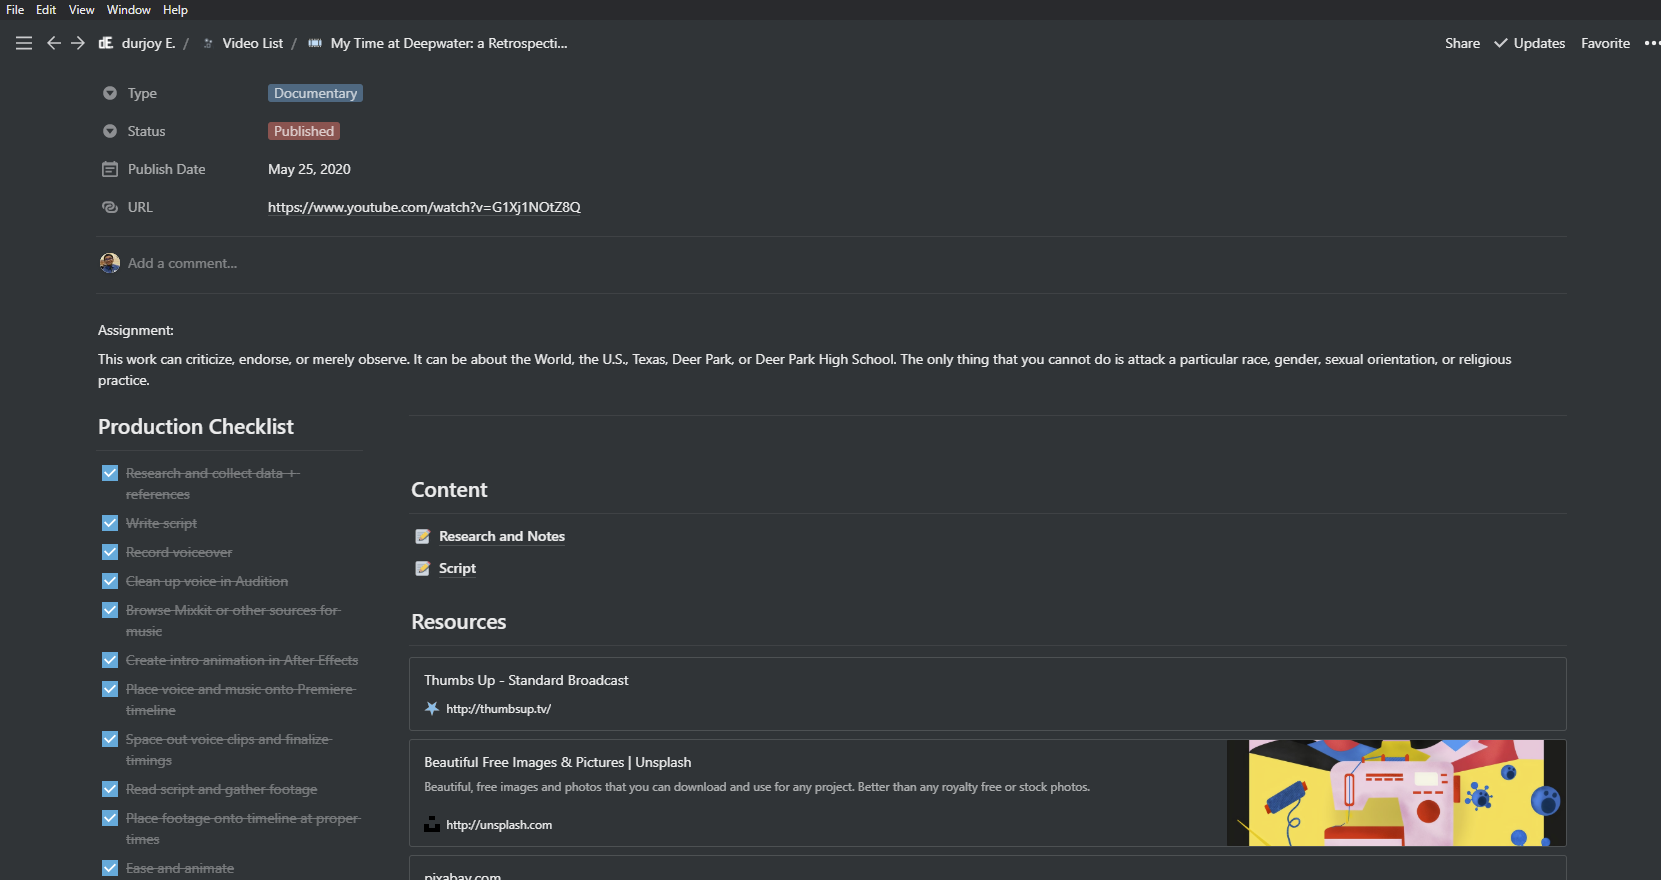 File Edit View Window Help
dE. durjoy E. / Video List / My Time at Deepwater: a Retrospecti... Share Updates Favorite
Type Documentary
Status Published
Publish Date May 25, 2020
URL https://www.youtube.com/watch?v=G1Xj1NOtZ8Q
Add a comment...
Assignment:
This work can criticize, endorse, or merely observe. It can be about the World, the U.S., Texas, Deer Park, or Deer Park High School. The only thing that you cannot do is attack a particular race, gender, sexual orientation, or religious
practice.
Production Checklist
Research and collect data +
references
Write script
Record voiceover
Clean up voice in Audition
Browse Mixkit or other sources for
music
Create intro animation in After Effects
Place voice and music onto Premiere
timeline
Space out voice clips and finalize
timings
Read script and gather footage
Place footage onto timeline at proper
times
Ease and animate
Content
Research and Notes
Script
Resources
Thumbs Up - Standard Broadcast
http://thumbsup.tv/
Beautiful Free Images & Pictures | Unsplash
Beautiful, free images and photos that you can download and use for any project. Better than any royalty free or stock photos.
http://unsplash.com
pixabay.com